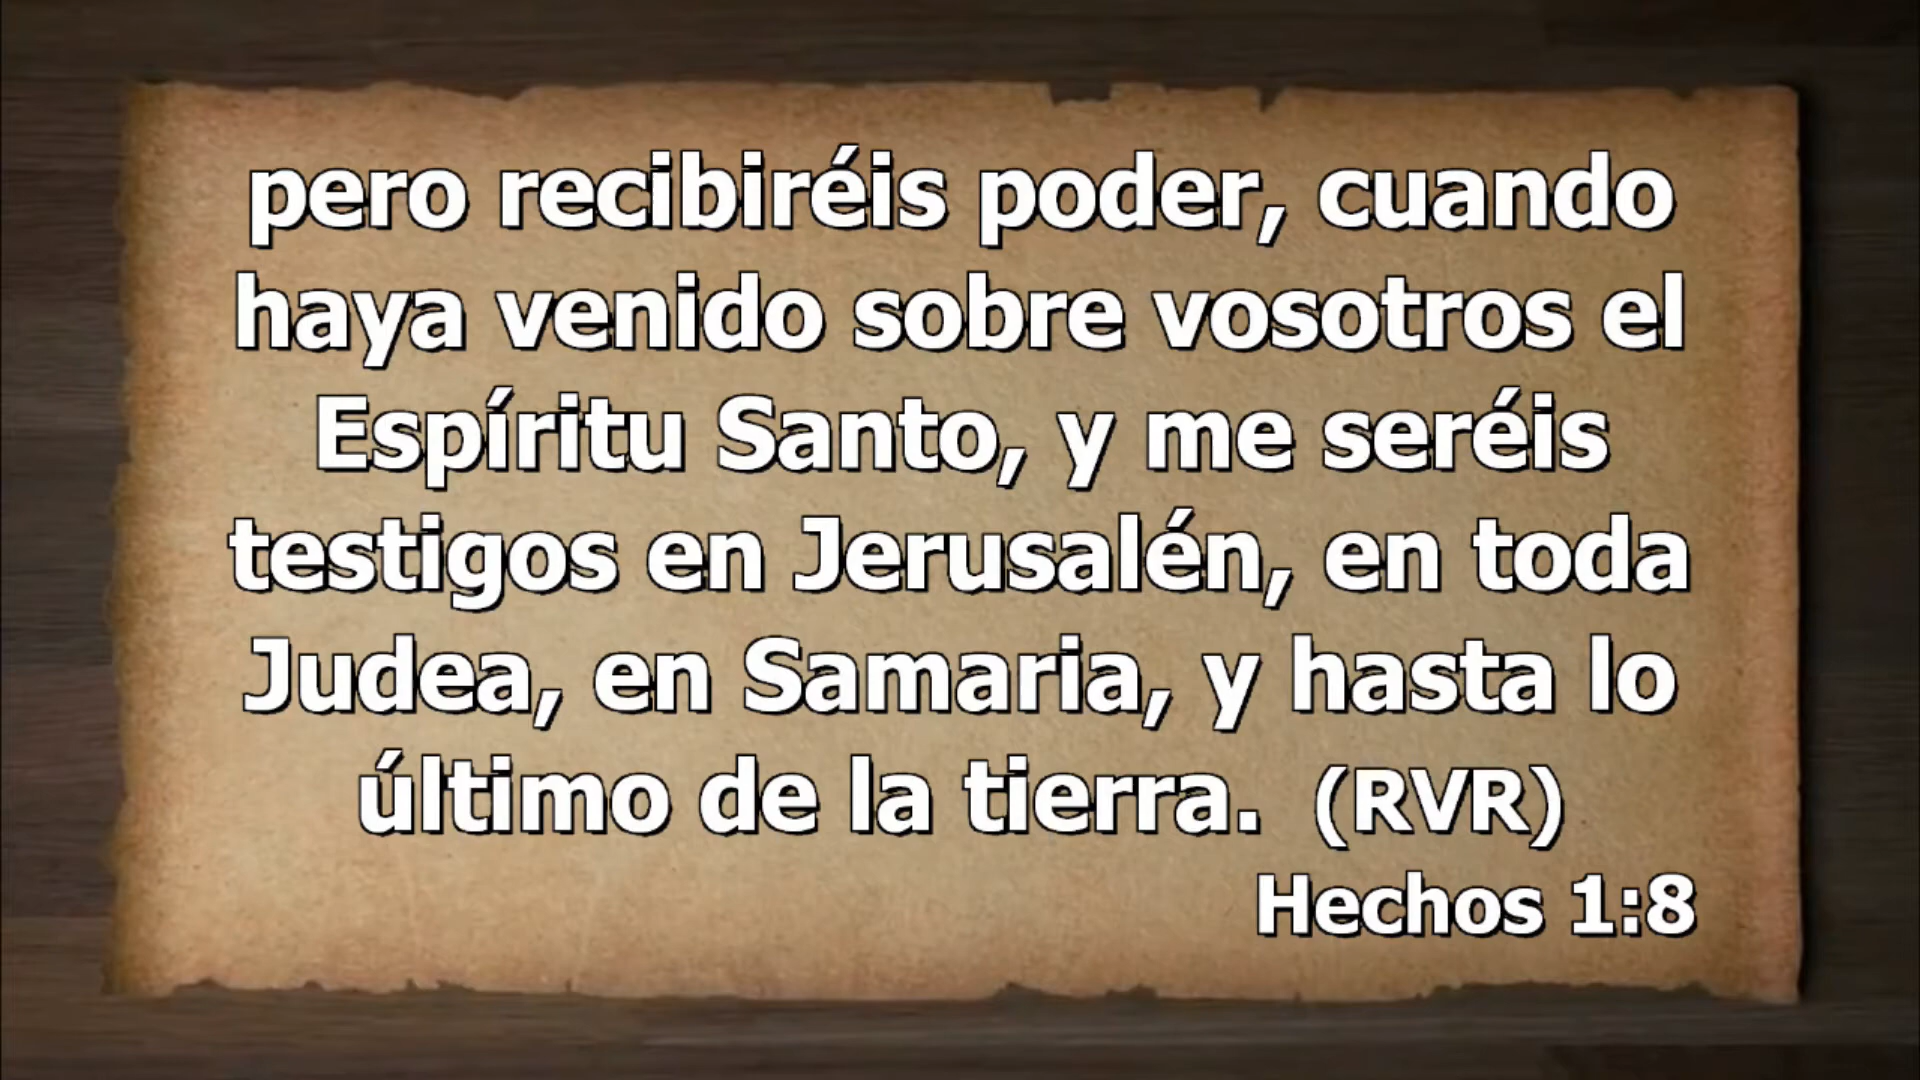 pero recibiréis poder, cuando
haya venido sobre vosotros el
Espíritu Santo, y me seréis
testigos en Jerusalén, en toda
Judea, en Samaria, y hasta lo
último de la tierra. (RVR)
Hechos 1:8